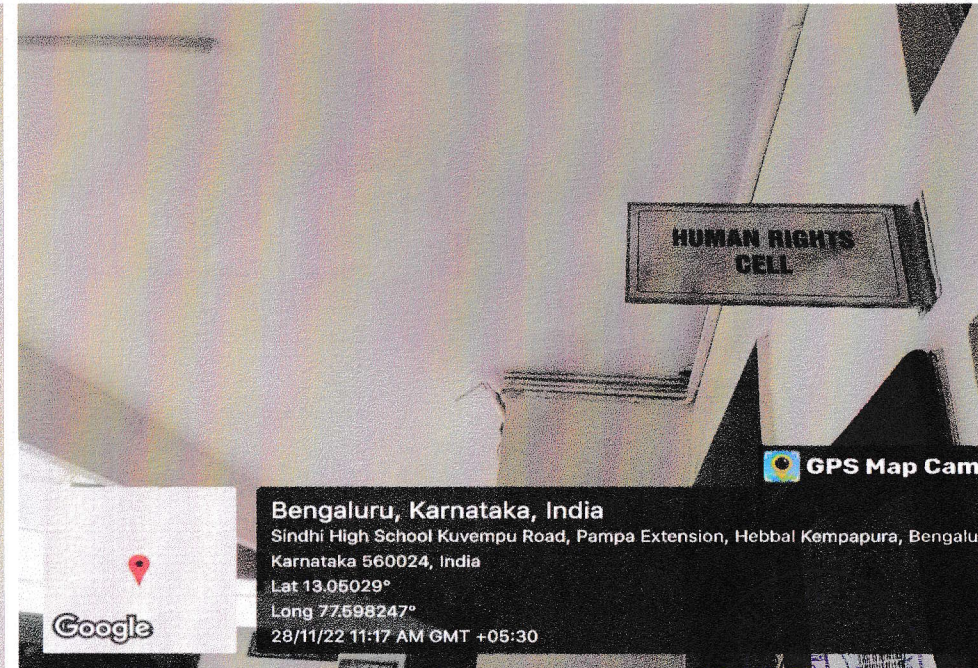 HUMAN RIGHTS
CELL
GPS Map Cam
Bengaluru, Karnataka, India
Sindhi High School Kuvempu Road, Pampa Extension, Hebbal Kempapura, Bengalu
Karnataka 560024, India
Lat 13.05029°
Long 77.598247°
28/11/22 11:17 AM GMT +05:30
Google